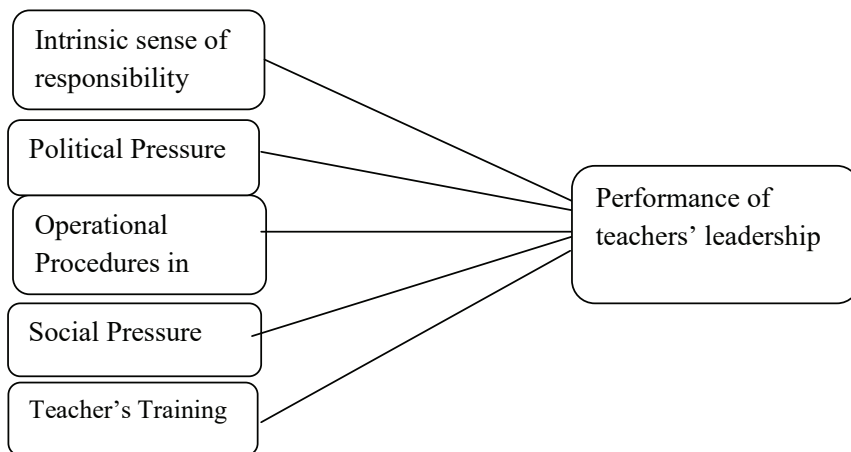 Intrinsic sense of
responsibility
Political Pressure
Operational
Procedures in
Social Pressure
Teacher's Training
Performance of
teachers' leadership